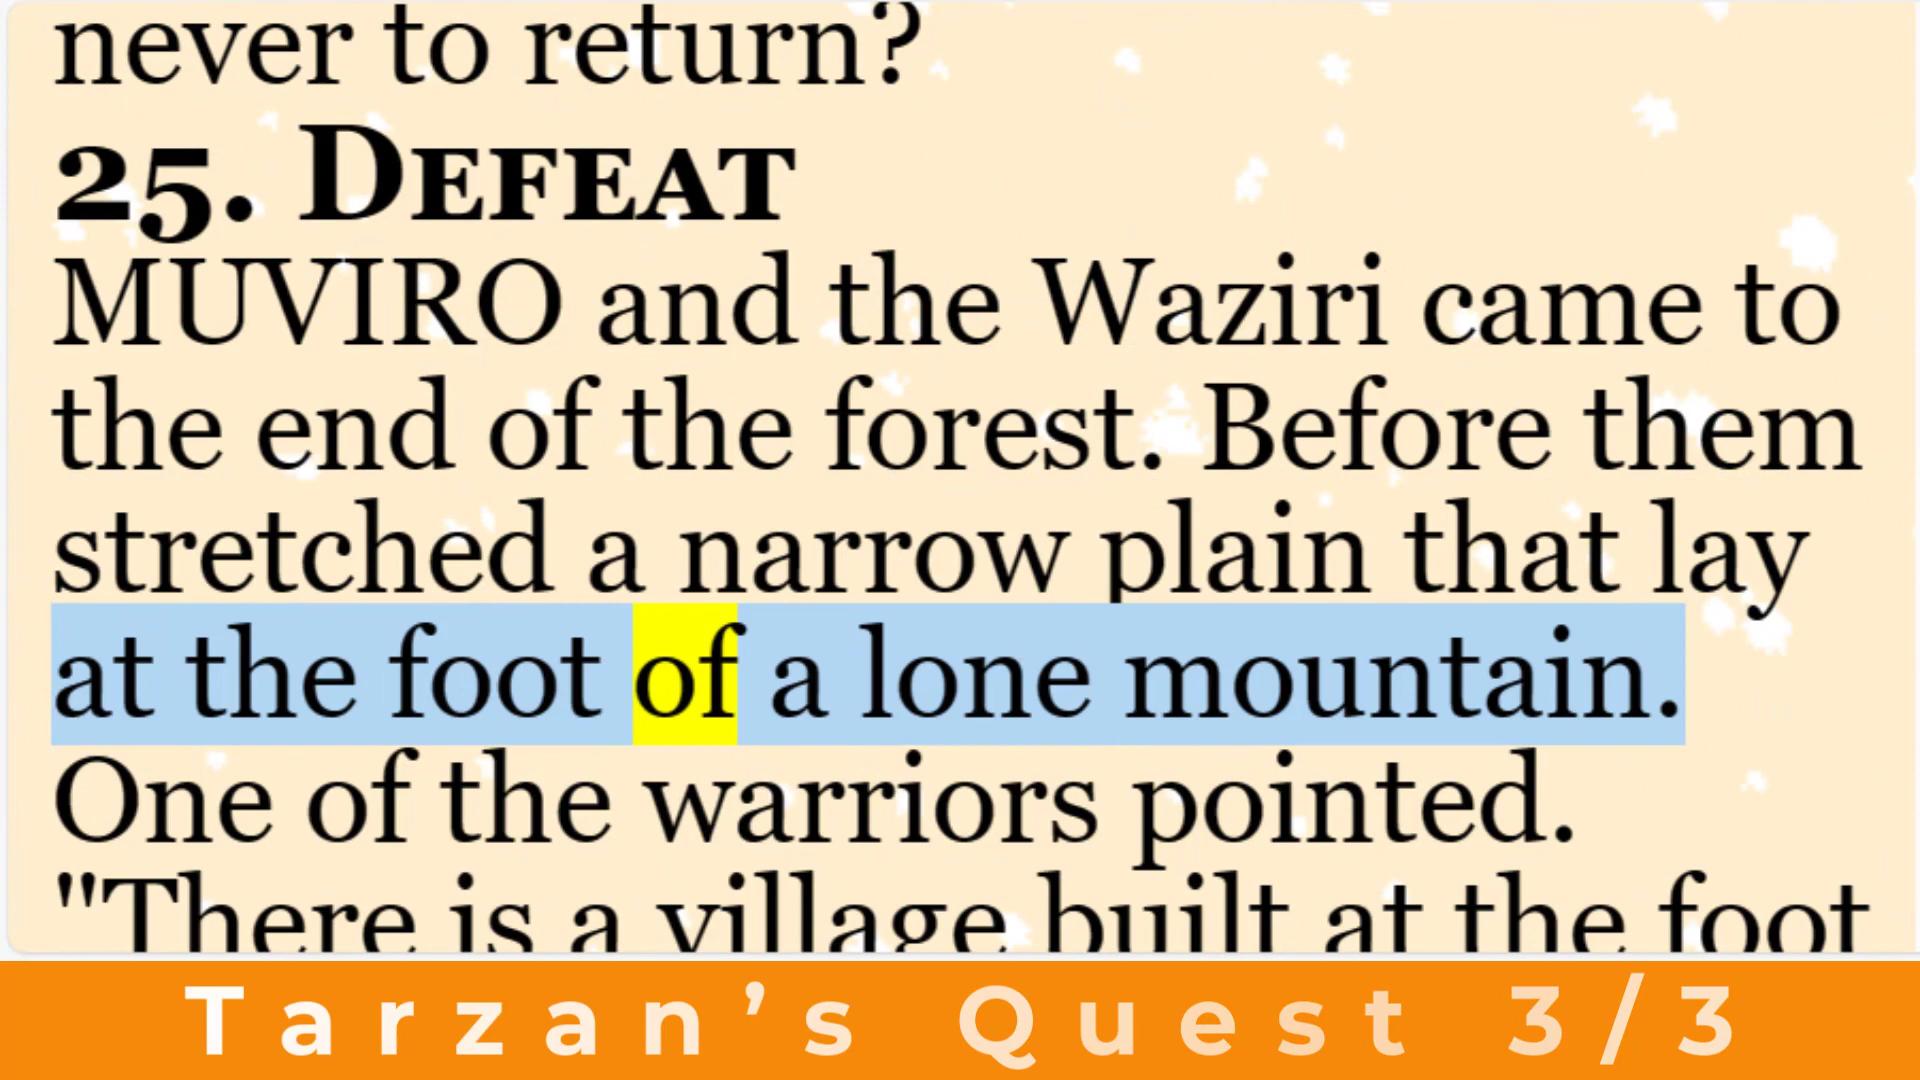 never to return?
25. DEFEAT
MUVIRO and the Waziri came to
the end of the forest. Before them
stretched a narrow plain that lay
at the foot of a lone mountain.
One of the warriors pointed.
"There is a village built at the foot
Tarzan’s Quest 3/3